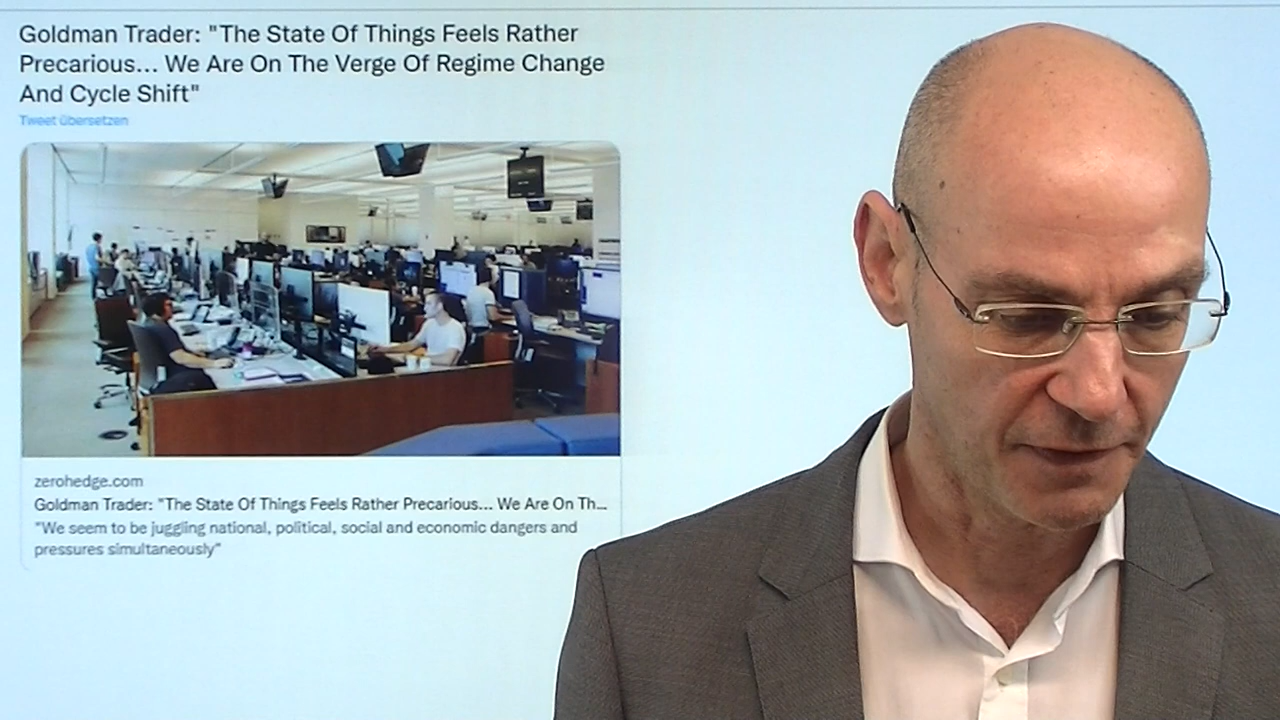 Goldman Trader: "The State Of Things Feels Rather
Precarious... We Are On The Verge Of Regime Change
And Cycle Shift"
Tweet übersetzen
zerohedge.com
Goldman Trader: "The State Of Things Feels Rather Precarious... We Are On Th...
"We seem to be juggling national, political, social and economic dangers and
pressures simultaneously"